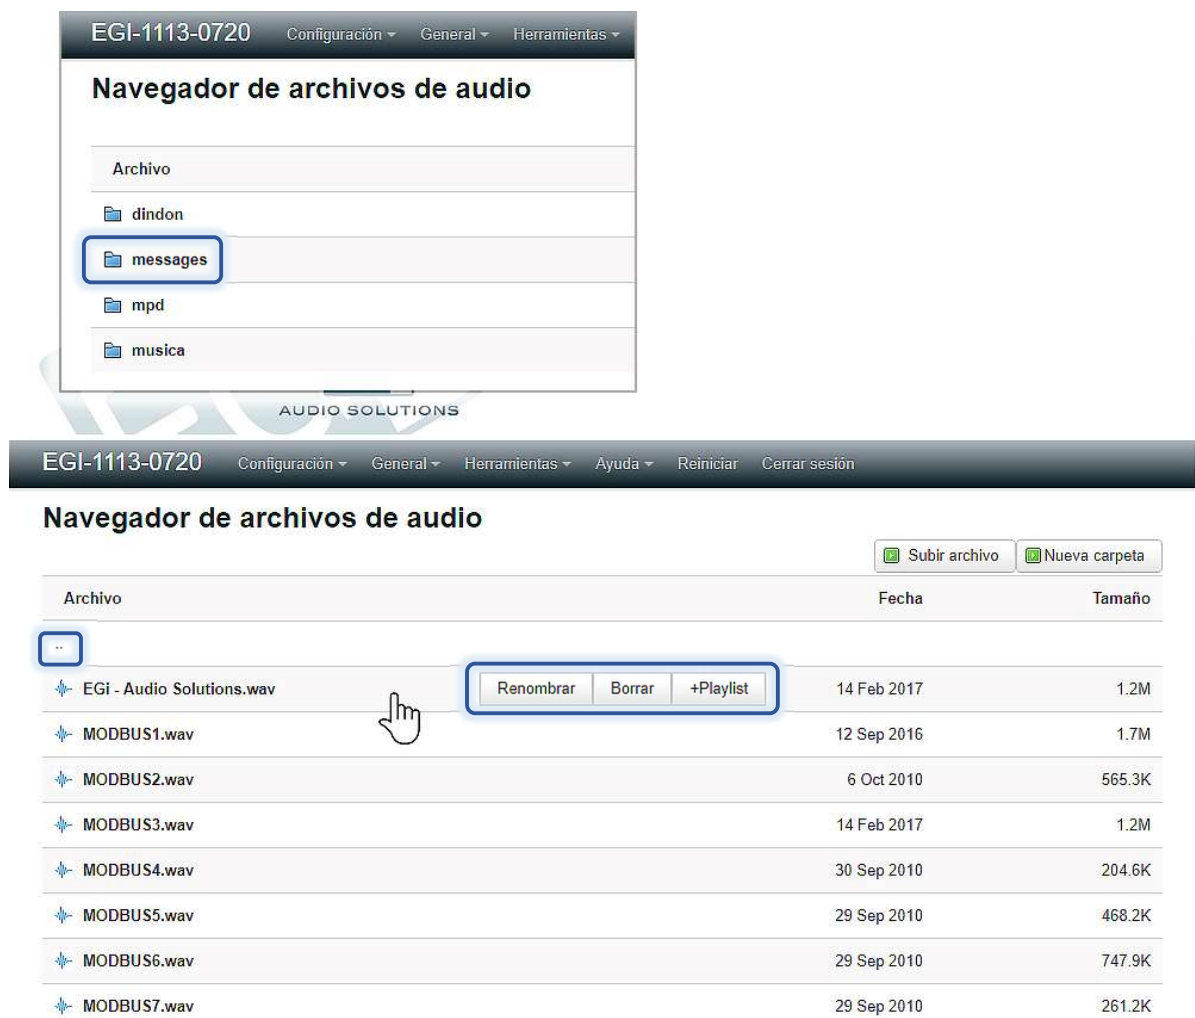 EGI-1113-0720 Configuración General Herramientas
Navegador de archivos de audio
Archivo
dindon
messages
mpd
musica
AUDIO SOLUTIONS
EGI-1113-0720 Configuración General Herramientas Ayuda Reiniciar Cerrar sesión
Navegador de archivos de audio
Subir archivo Nueva carpeta
Archivo Fecha Tamaño
..
EGi - Audio Solutions.wav Renombrar Borrar +Playlist 14 Feb 2017 1.2M
MODBUS1.wav 12 Sep 2016 1.7M
MODBUS2.wav 6 Oct 2010 565.3K
MODBUS3.wav 14 Feb 2017 1.2M
MODBUS4.wav 30 Sep 2010 204.6K
MODBUS5.wav 29 Sep 2010 468.2K
MODBUS6.wav 29 Sep 2010 747.9K
MODBUS7.wav 29 Sep 2010 261.2K